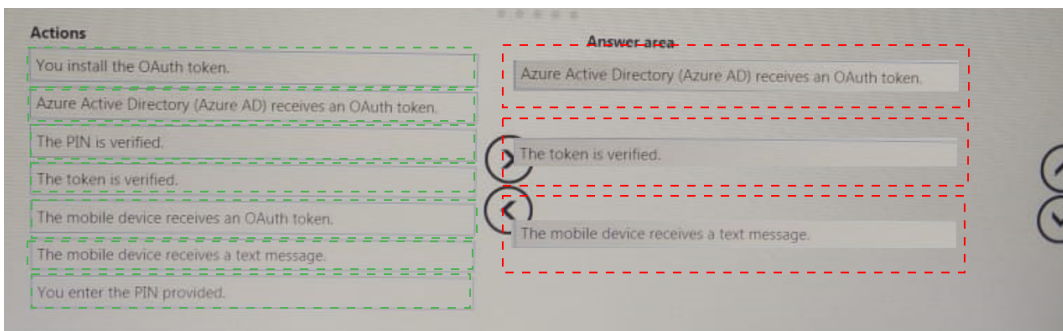 Actions
You install the OAuth token.
Azure Active Directory (Azure AD) receives an OAuth token.
The PIN is verified.
The token is verified.
The mobile device receives an OAuth token.
The mobile device receives a text message.
You enter the PIN provided.
Answer area
Azure Active Directory (Azure AD) receives an OAuth token.
The token is verified.
The mobile device receives a text message.